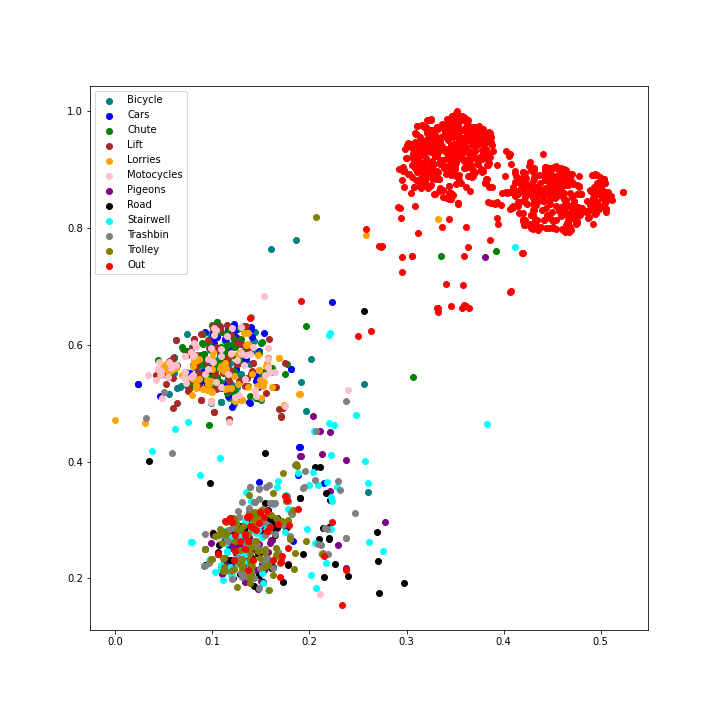 Bicycle
Cars
Chute
Lift
Lorries
Motocycles
Pigeons
Road
Stairwell
Trashbin
Trolley
Out
1.0
0.8
0.6
0.4
0.2
0.0 0.1 0.2 0.3 0.4 0.5